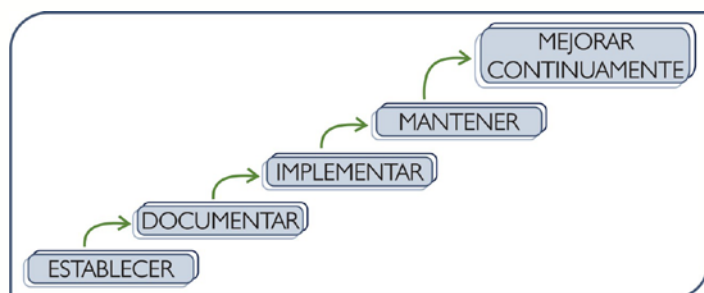 MEJORAR
CONTINUAMENTE
MANTENER
IMPLEMENTAR
DOCUMENTAR
ESTABLECER